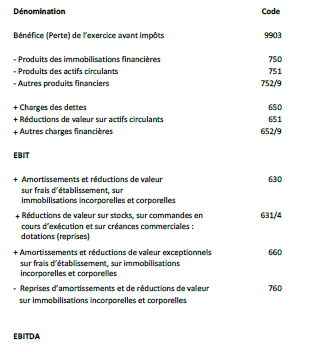 Dénomination Code
Bénéfice (Perte) de l'exercice avant impôts 9903
- Produits des immobilisations financières 750
- Produits des actifs circulants 751
- Autres produits financiers 752/9
+ Charges des dettes 650
+ Réductions de valeur sur actifs circulants 651
+ Autres charges financières 652/9
EBIT
+ Amortissements et réductions de valeur 630
sur frais d'établissement, sur
immobilisations incorporelles et corporelles
+ Réductions de valeur sur stocks, sur commandes en 631/4
cours d'exécution et sur créances commerciales :
dotations (reprises)
+ Amortissements et réductions de valeur exceptionnels 660
sur frais d'établissement, sur immobilisations
incorporelles et corporelles
- Reprises d'amortissements et de réductions de valeur 760
sur immobilisations incorporelles et corporelles
EBITDA